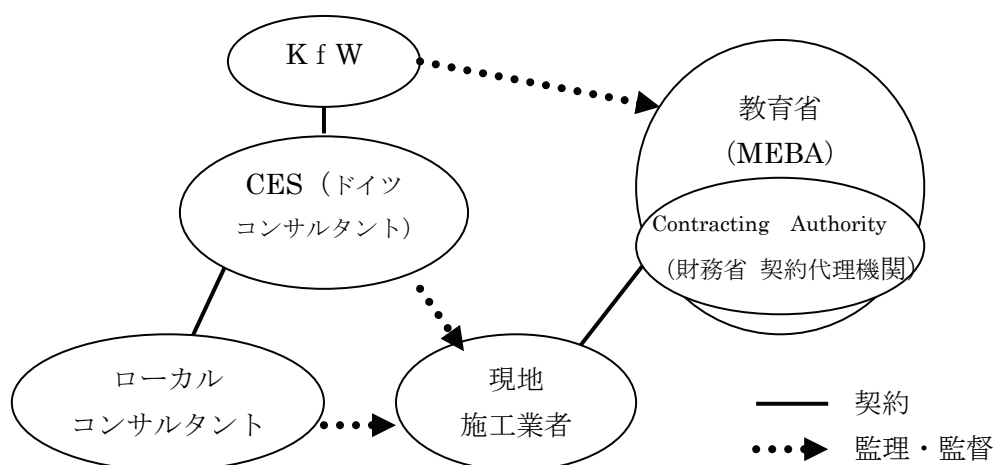 K f W
教育省
(MEBA)
CES（ドイツ
コンサルタント）
Contracting Authority
（財務省 契約代理機関）
ローカル
コンサルタント
現地
施工業者
契約
監理・監督